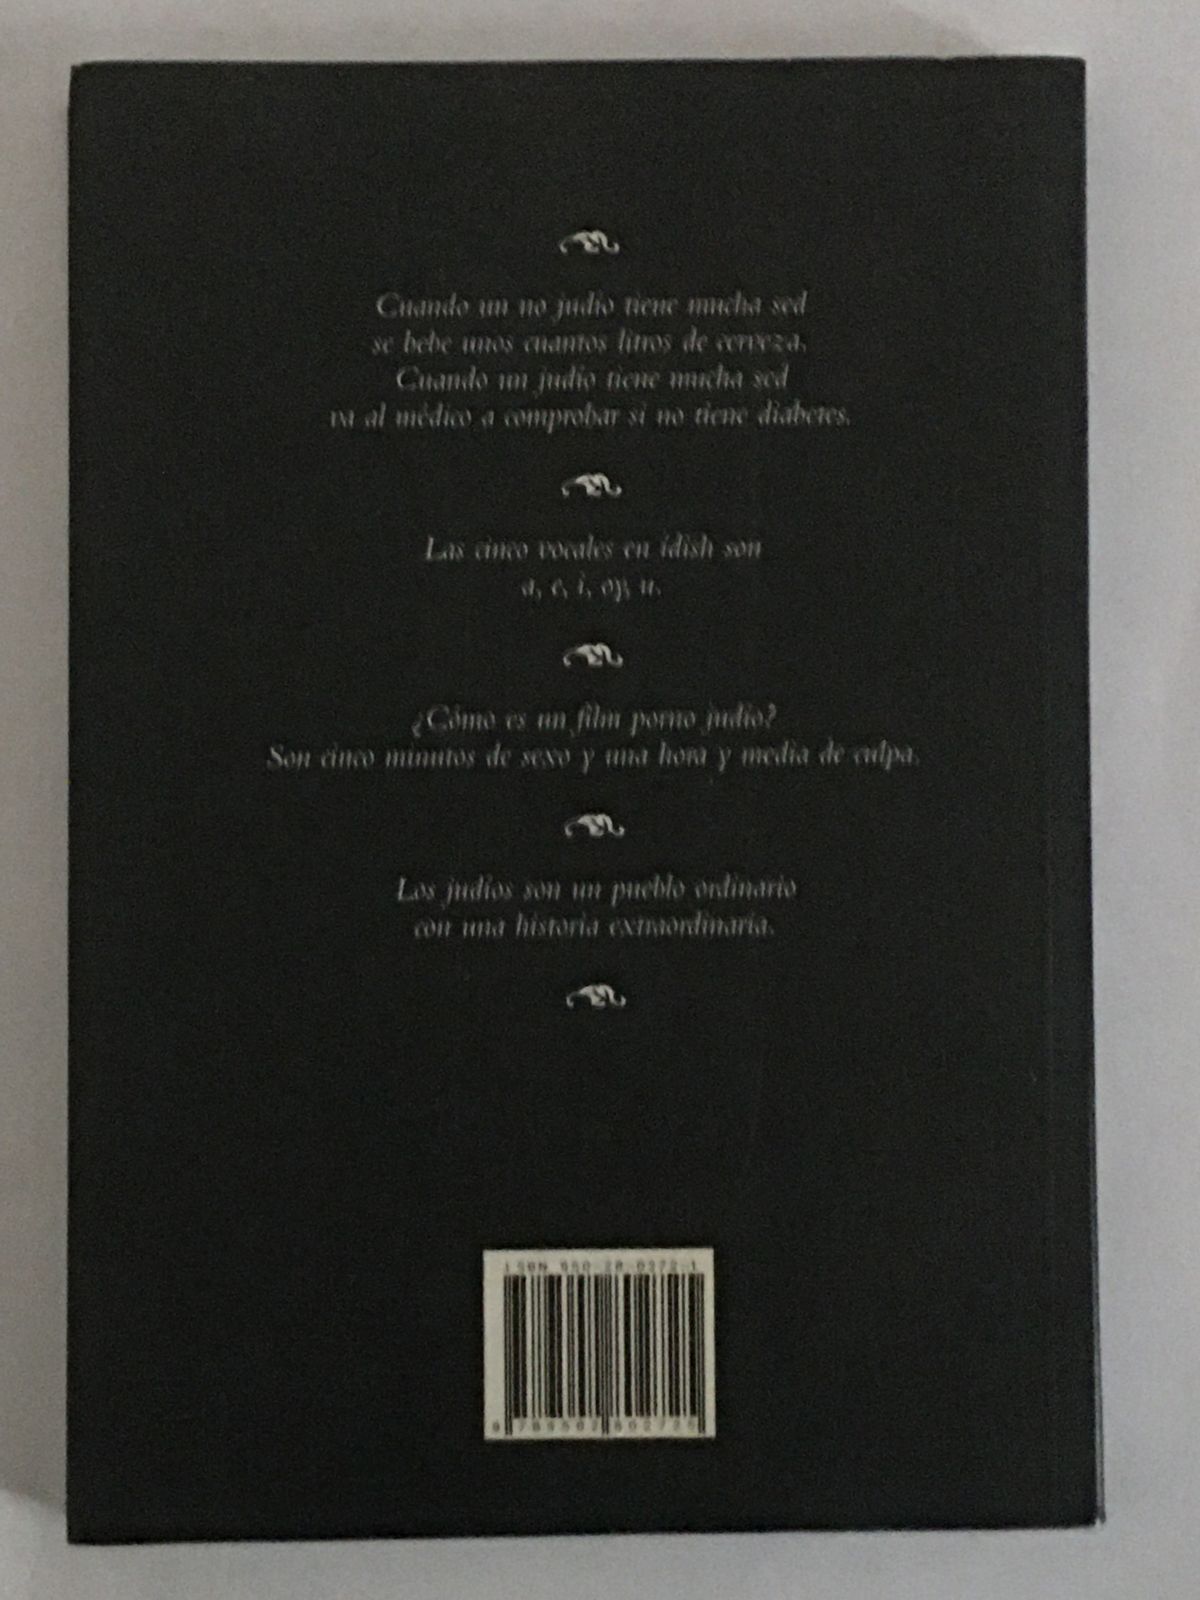 Cuando un no judío tiene mucha sed
se bebe unos cuantos litros de cerveza.
Cuando un judío tiene mucha sed
va al médico a comprobar si no tiene diabetes.
Las cinco vocales en ídish son
a, e, i, oy, u.
¿Cómo es un film porno judío?
Son cinco minutos de sexo y una hora y media de culpa.
Los judíos son un pueblo ordinario
con una historia extraordinaria.
ISBN 950-28-0272-1
9 789502 802725